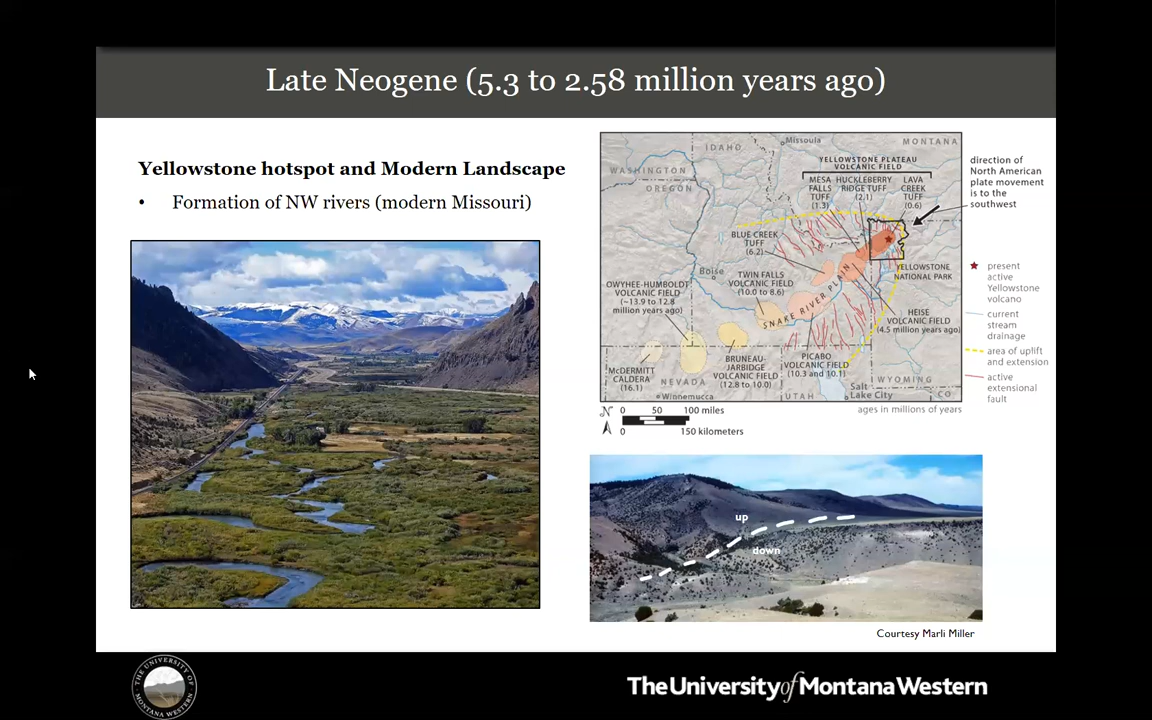 Late Neogene (5.3 to 2.58 million years ago)
Yellowstone hotspot and Modern Landscape
• Formation of NW rivers (modern Missouri)
Missoula
MONTANA
IDAHO
WASHINGTON
OREGON
YELLOWSTONE PLATEAU
VOLCANIC FIELD
MESA
FALLS
TUFF
(1.3)
HUCKLEBERRY
RIDGE TUFF
(2.1)
LAVA
CREEK
TUFF
(0.6)
direction of
North American
plate movement
is to the
southwest
BLUE CREEK
TUFF
(6.2)
Boise
TWIN FALLS
VOLCANIC FIELD
(10.0 to 8.6)
YELLOWSTONE
NATIONAL PARK
OWYHEE-HUMBOLDT
VOLCANIC FIELD
(~13.9 to 12.8
million years ago)
SNAKE RIVER PLAIN
HEISE
VOLCANIC FIELD
(4.5 million years ago)
McDERMITT
CALDERA
(16.1)
NEVADA
BRUNEAU-
JARBIDGE
VOLCANIC FIELD
(12.8 to 10.0)
PICABO
VOLCANIC FIELD
(10.3 and 10.1)
WYOMING
Winnemucca
UTAH
Salt
Lake City
CO
present
active
Yellowstone
volcano
current
stream
drainage
area of uplift
and extension
active
extensional
fault
ages in millions of years
N 0 50 100 miles
0 150 kilometers
up
down
Courtesy Marli Miller
THE UNIVERSITY OF
MONTANA WESTERN
The University of Montana Western